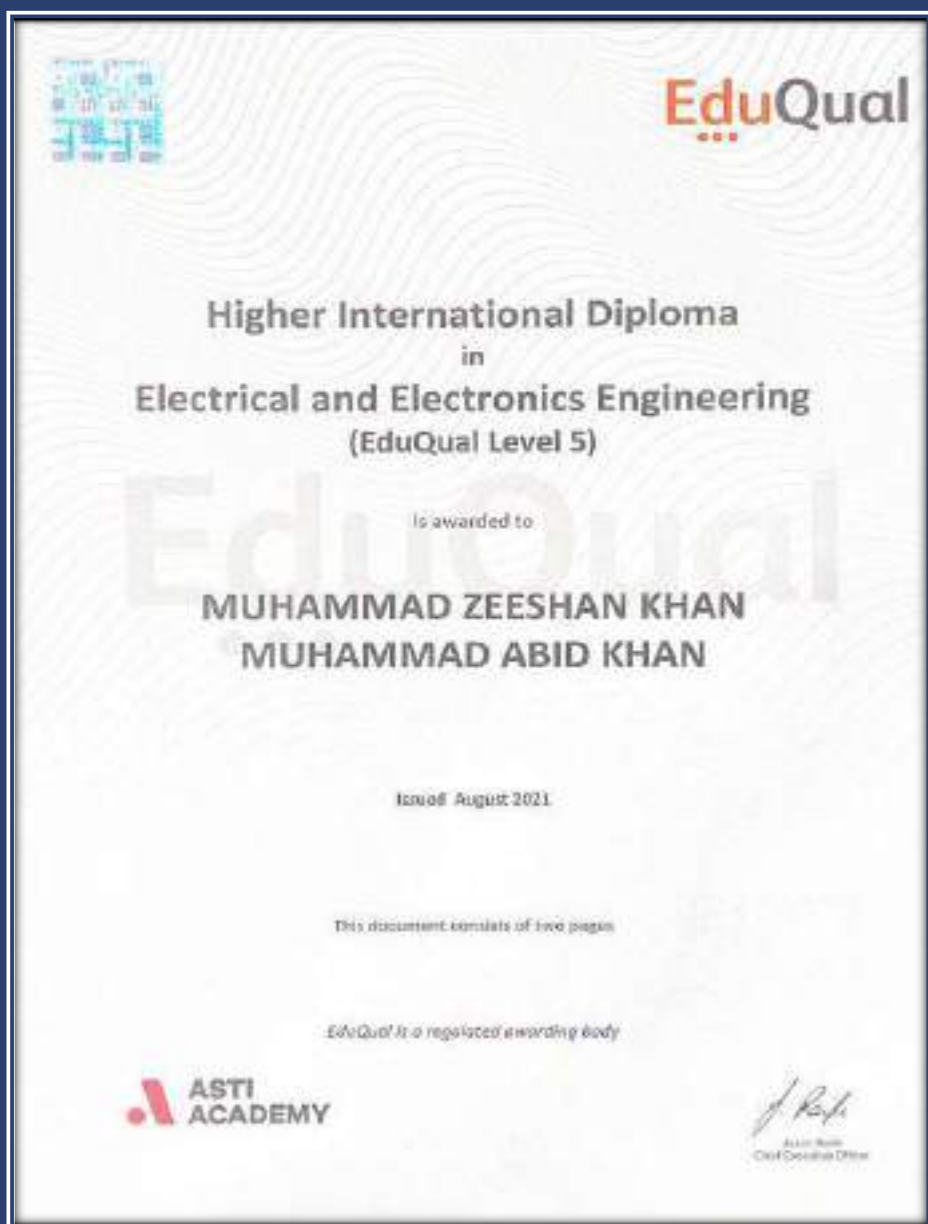 EduQual
Higher International Diploma
in
Electrical and Electronics Engineering
(EduQual Level 5)
is awarded to
EduQual
MUHAMMAD ZEESHAN KHAN
MUHAMMAD ABID KHAN
Issued August 2021
This document consists of two pages
EduQual is a regulated awarding body
ASTI
ACADEMY
Chief Executive Officer